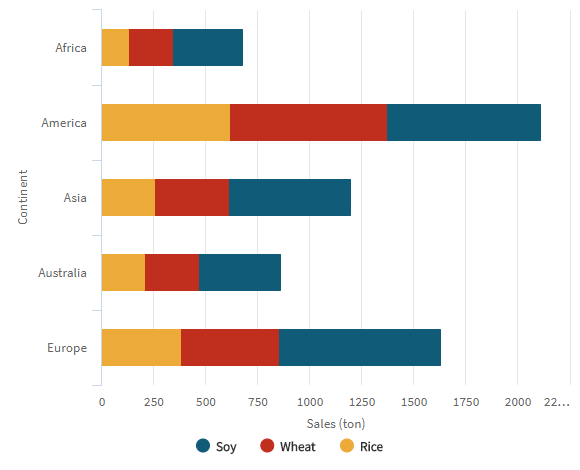 Africa
America
Asia
Australia
Europe
Continent
0 250 500 750 1000 1250 1500 1750 2000 22...
Sales (ton)
Soy Wheat Rice